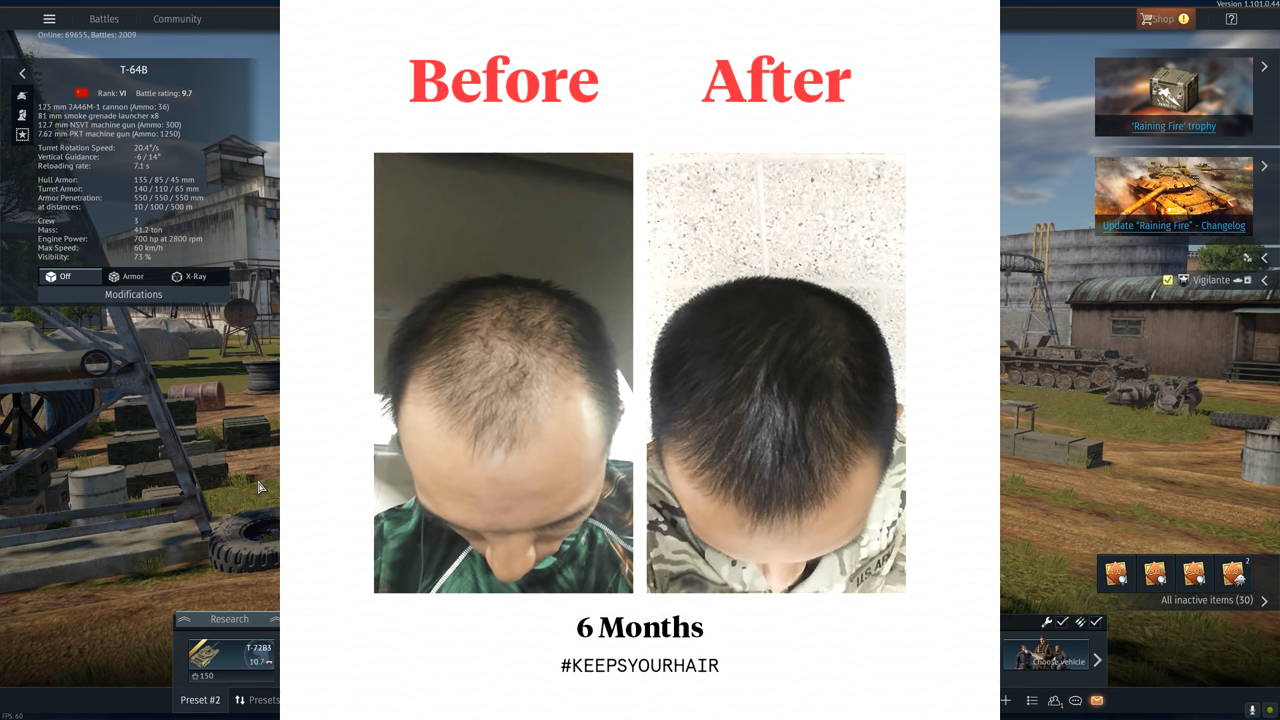 Version 1.101.0.44
Battles
Community
Shop
Online: 69655, Battles: 2009
T-64B
Rank: VI Battle rating: 9.7
125 mm 2A46M-1 cannon (Ammo: 36)
81 mm smoke grenade launcher x8
12.7 mm NSVT machine gun (Ammo: 300)
7.62 mm PKT machine gun (Ammo: 1250)
Turret Rotation Speed: 20.4°/s
Vertical Guidance: -6 / 14°
Reloading rate: 7.1 s
Hull Armor: 135 / 85 / 45 mm
Turret Armor: 140 / 110 / 65 mm
Armor Penetration: 550 / 550 / 550 mm
at distances: 10 / 100 / 500 m
Crew 3
Mass: 41.2 ton
Engine Power: 700 hp at 2800 rpm
Max Speed: 60 km/h
Visibility: 73 %
Off Armor X-Ray
Modifications
Before After
U.S. AR
6 Months
#KEEPSYOURHAIR
'Raining Fire' trophy
Update "Raining Fire" - Changelog
Vigilante
2
All inactive items (30)
Research
T-72B3
10.7
150
Preset #2 Presets
Choose vehicle
1
FPS: 60